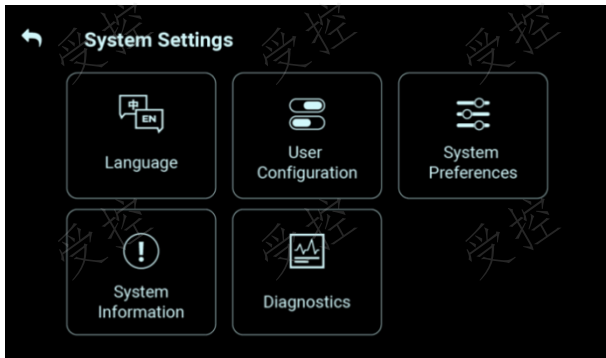 System Settings
中
EN
Language
User
Configuration
System
Preferences
System
Information
Diagnostics
受控
受控
受控
受控
受控
受控